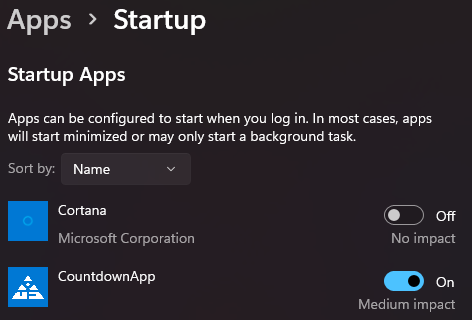 Apps > Startup
Startup Apps
Apps can be configured to start when you log in. In most cases, apps
will start minimized or may only start a background task.
Sort by: Name
Cortana Off
Microsoft Corporation No impact
CountdownApp On
Medium impact